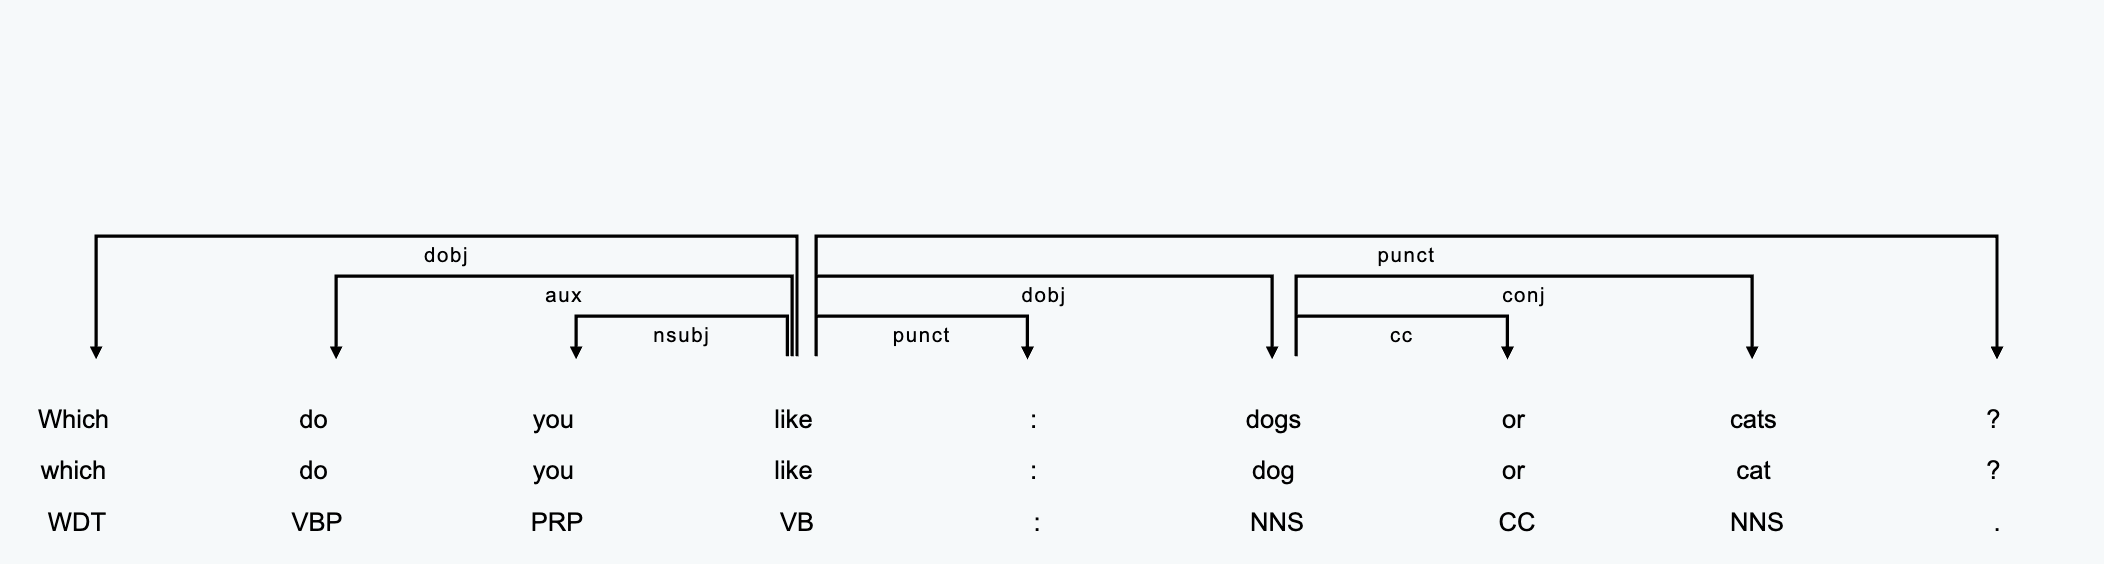 dobj punct
aux dobj conj
nsubj punct cc
Which do you like : dogs or cats ?
which do you like : dog or cat ?
WDT VBP PRP VB : NNS CC NNS .